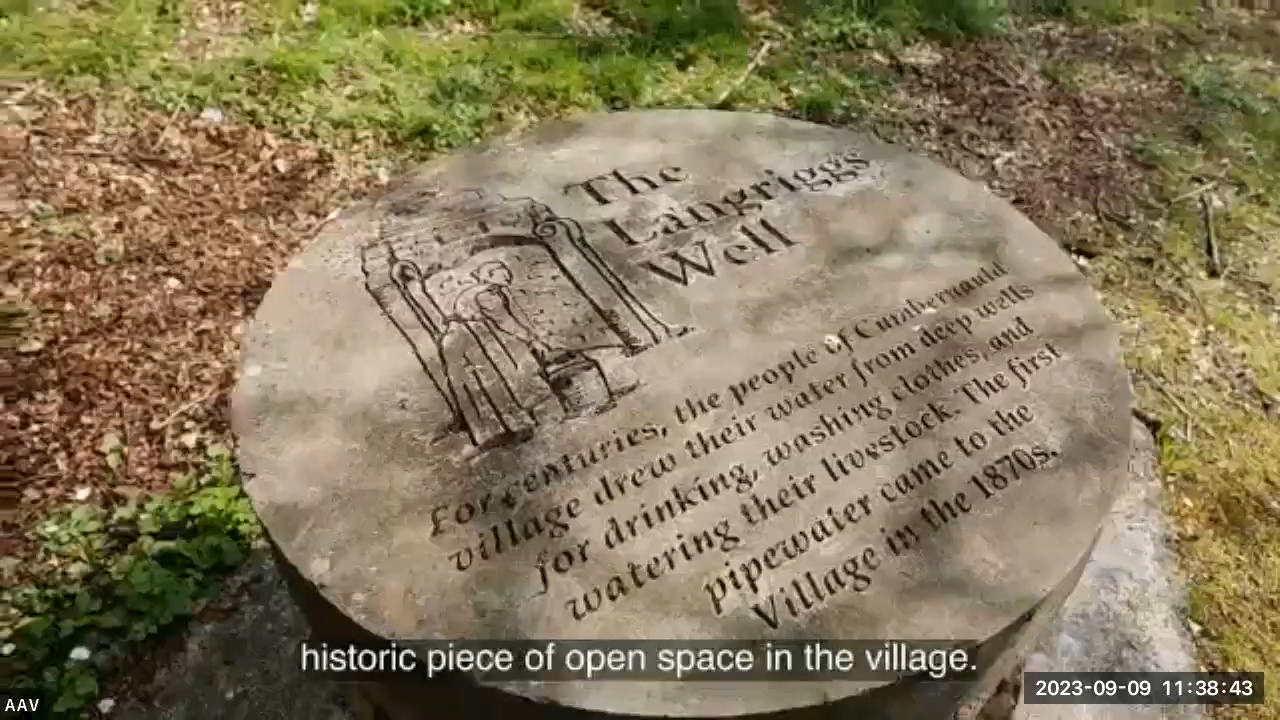 The
Langriggs
Well
For centuries, the people of Cumbernauld
village drew their water from deep wells
for drinking, washing clothes, and
watering their livestock. The first
pipewater came to the
Village in the 1870s.
historic piece of open space in the village.
AAV
2023-09-09 11:38:43